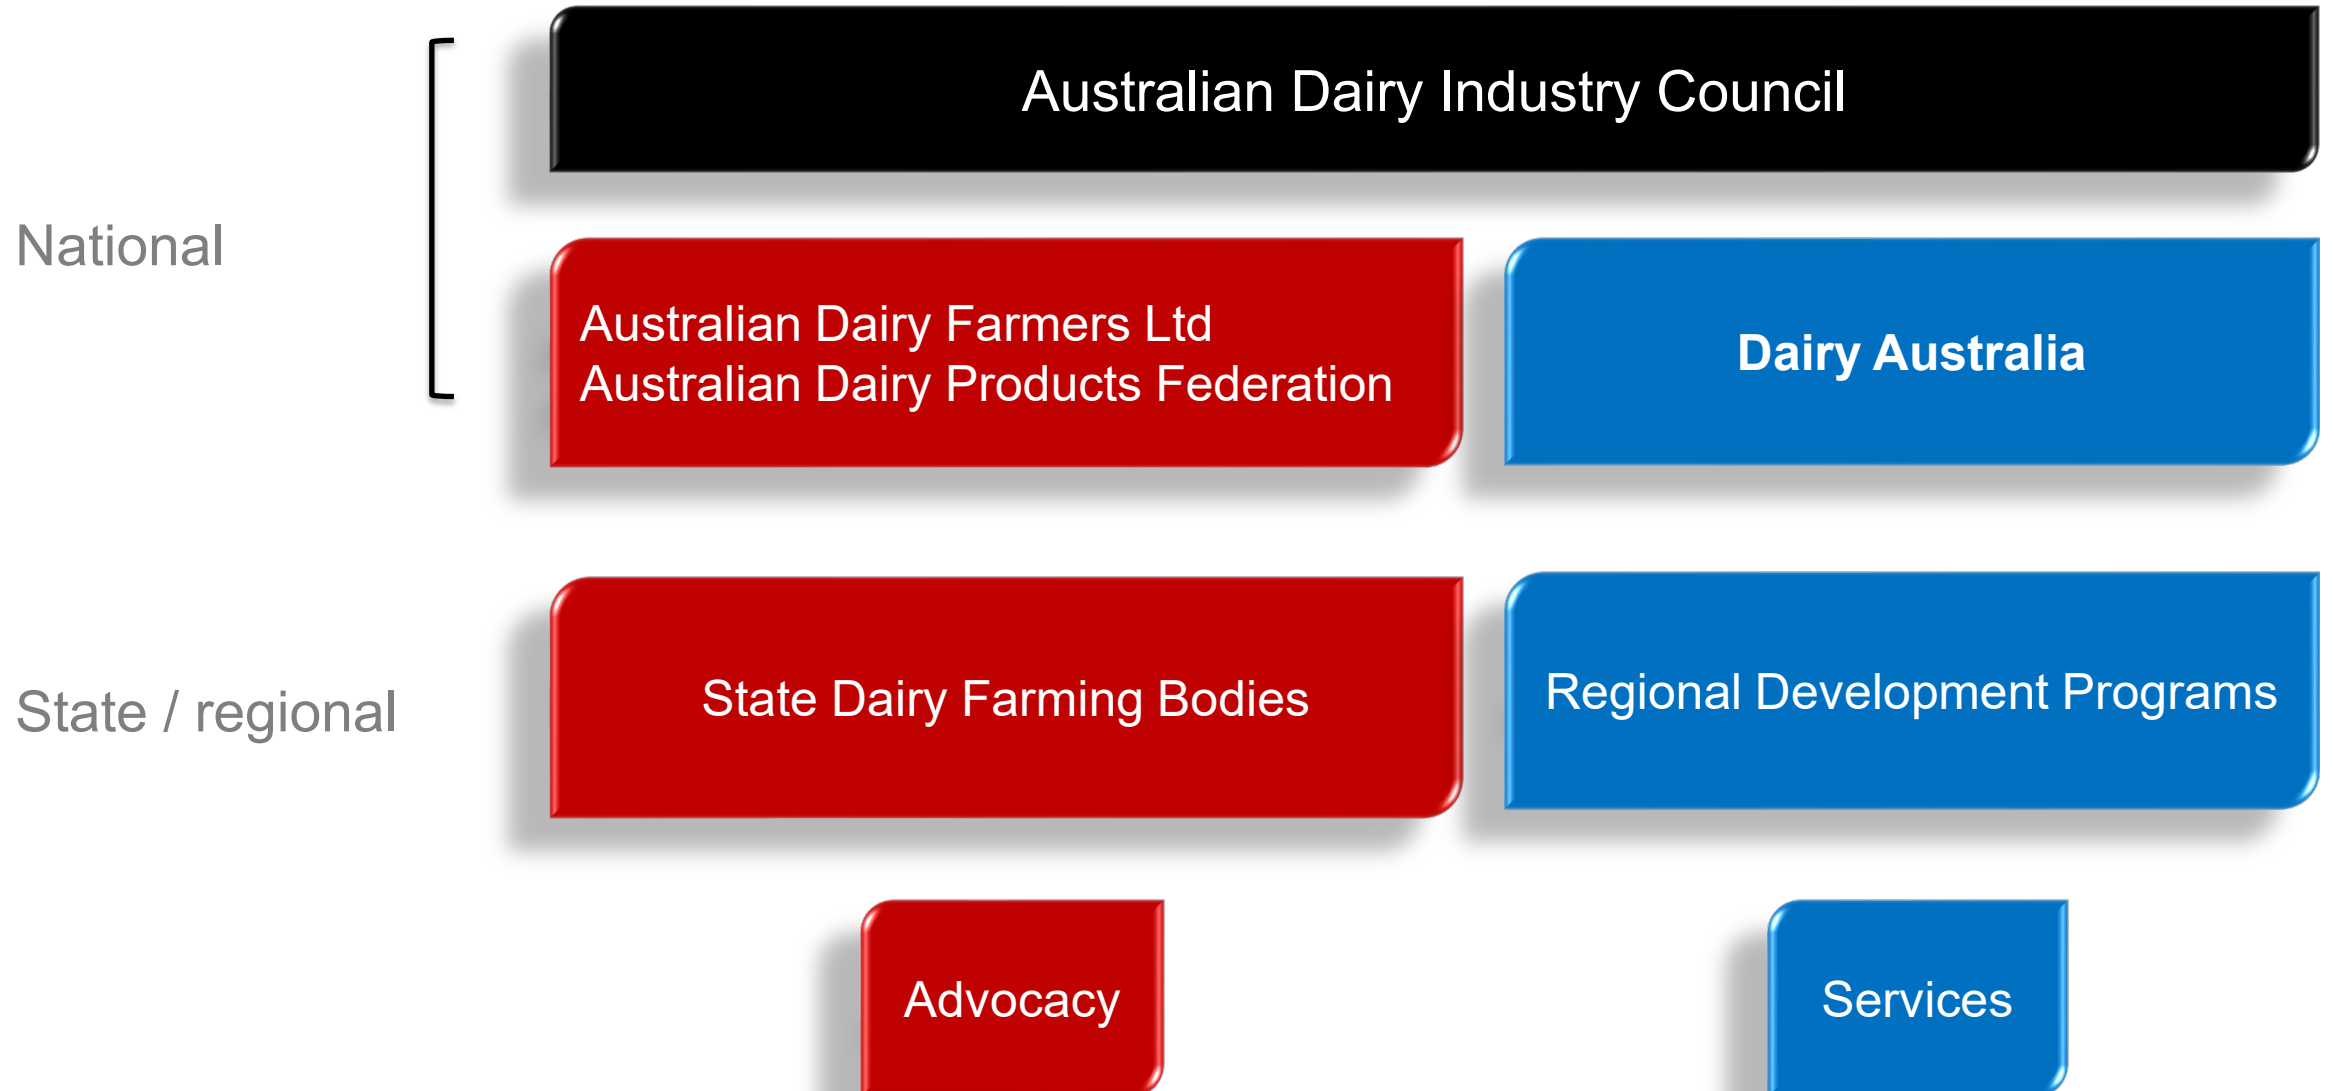 Australian Dairy Industry Council
National
Australian Dairy Farmers Ltd
Australian Dairy Products Federation
Dairy Australia
State / regional
State Dairy Farming Bodies
Regional Development Programs
Advocacy
Services